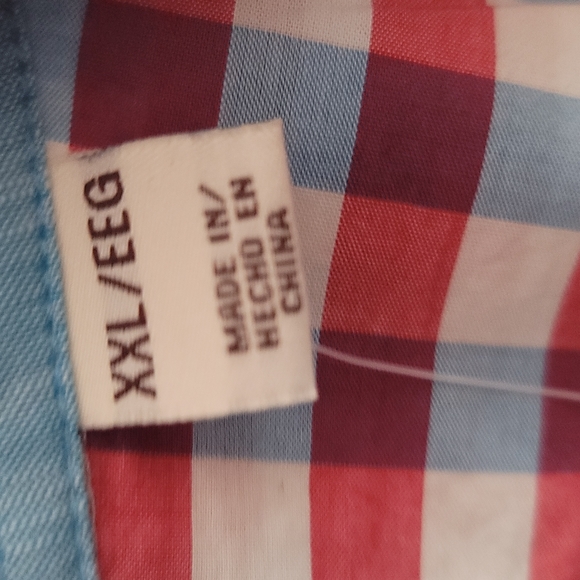 XXL/EEG
MADE IN/
HECHO EN
CHINA